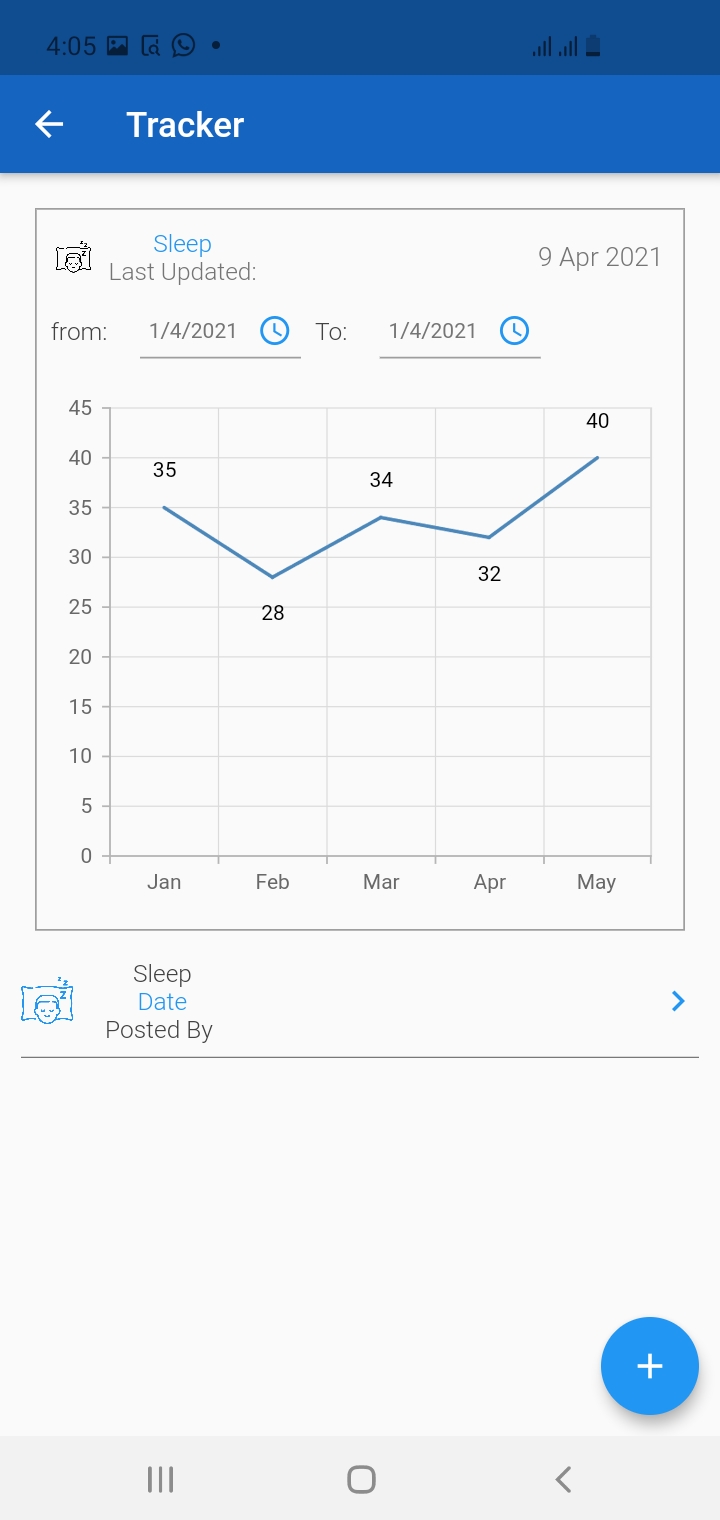 4:05
Tracker
Sleep
Last Updated:
9 Apr 2021
from: 1/4/2021 To: 1/4/2021
45
40
35
30
25
20
15
10
5
0
35
28
34
32
40
Jan Feb Mar Apr May
Sleep
Date
Posted By